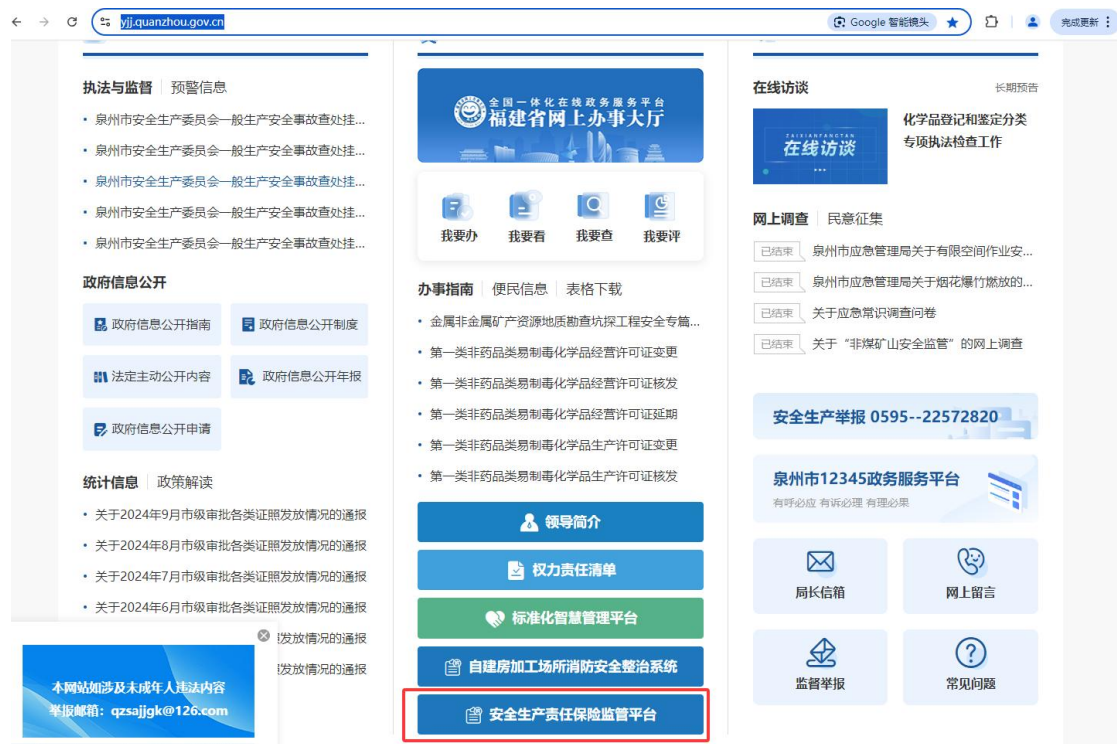 yjj.quanzhou.gov.cn
Google 智能镜头
完成更新
执法与监督 预警信息
泉州市安全生产委员会一般生产安全事故查处挂...
泉州市安全生产委员会一般生产安全事故查处挂...
泉州市安全生产委员会一般生产安全事故查处挂...
泉州市安全生产委员会一般生产安全事故查处挂...
泉州市安全生产委员会一般生产安全事故查处挂...
政府信息公开
政府信息公开指南
政府信息公开制度
法定主动公开内容
政府信息公开年报
政府信息公开申请
统计信息 政策解读
关于2024年9月市级审批各类证照发放情况的通报
关于2024年8月市级审批各类证照发放情况的通报
关于2024年7月市级审批各类证照发放情况的通报
关于2024年6月市级审批各类证照发放情况的通报
发放情况的通报
发放情况的通报
本网站如涉及未成年人违法内容
举报邮箱：qzsajjgk@126.com
全国一体化在线政务服务平台
福建省网上办事大厅
我要办
我要看
我要查
我要评
办事指南 便民信息 表格下载
金属非金属矿产资源地质勘查坑探工程安全专篇...
第一类非药品类易制毒化学品经营许可证变更
第一类非药品类易制毒化学品经营许可证核发
第一类非药品类易制毒化学品经营许可证延期
第一类非药品类易制毒化学品生产许可证变更
第一类非药品类易制毒化学品生产许可证核发
领导简介
权力责任清单
标准化智慧管理平台
自建房加工场所消防安全整治系统
安全生产责任保险监管平台
在线访谈 长期预告
ZAIXIANFANGTAN
在线访谈
化学品登记和鉴定分类
专项执法检查工作
网上调查 民意征集
已结束 泉州市应急管理局关于有限空间作业安...
已结束 泉州市应急管理局关于烟花爆竹燃放的...
已结束 关于应急常识调查问卷
已结束 关于“非煤矿山安全监管”的网上调查
安全生产举报 0595--22572820
泉州市12345政务服务平台
有呼必应 有诉必理 有理必果
局长信箱
网上留言
监督举报
常见问题